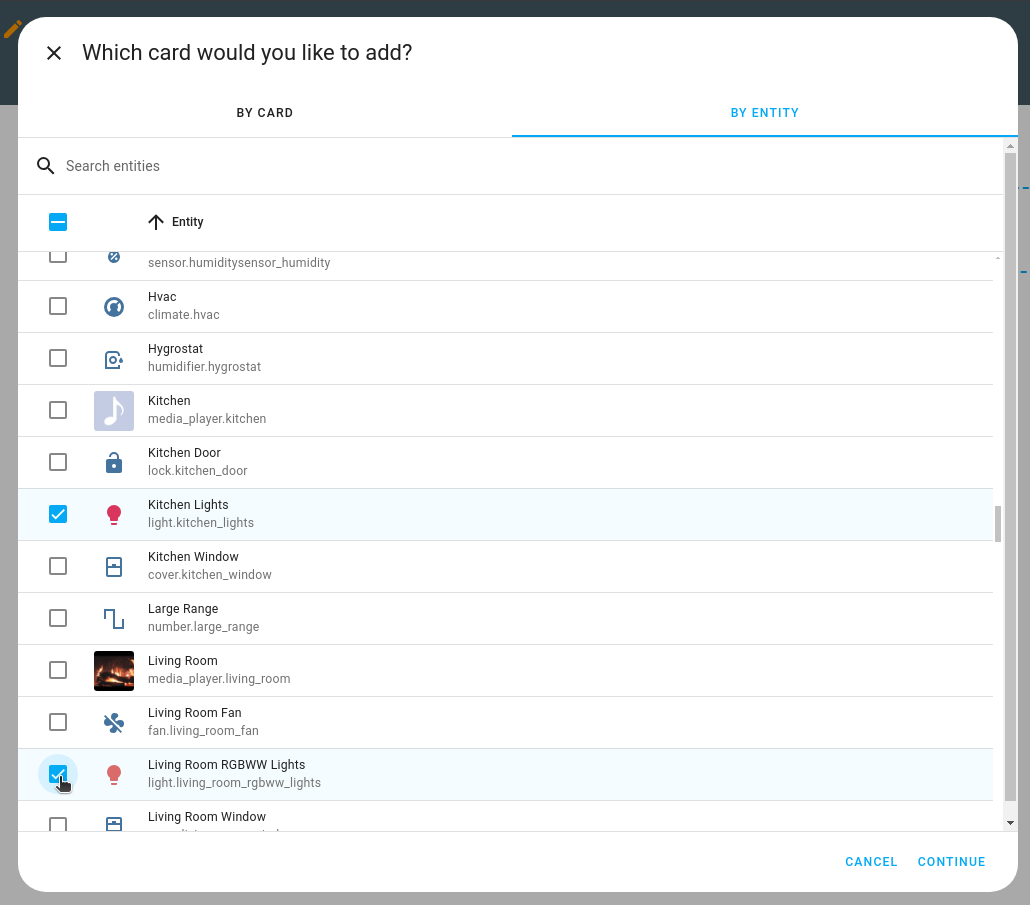 Which card would you like to add?
BY CARD
BY ENTITY
Search entities
Entity
sensor.humiditysensor_humidity
Hvac
climate.hvac
Hygrostat
humidifier.hygrostat
Kitchen
media_player.kitchen
Kitchen Door
lock.kitchen_door
Kitchen Lights
light.kitchen_lights
Kitchen Window
cover.kitchen_window
Large Range
number.large_range
Living Room
media_player.living_room
Living Room Fan
fan.living_room_fan
Living Room RGBWW Lights
light.living_room_rgbww_lights
Living Room Window
CANCEL
CONTINUE